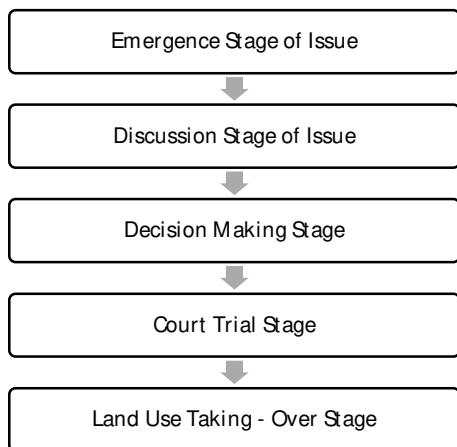 Emergence Stage of Issue
Discussion Stage of Issue
Decision Making Stage
Court Trial Stage
Land Use Taking - Over Stage